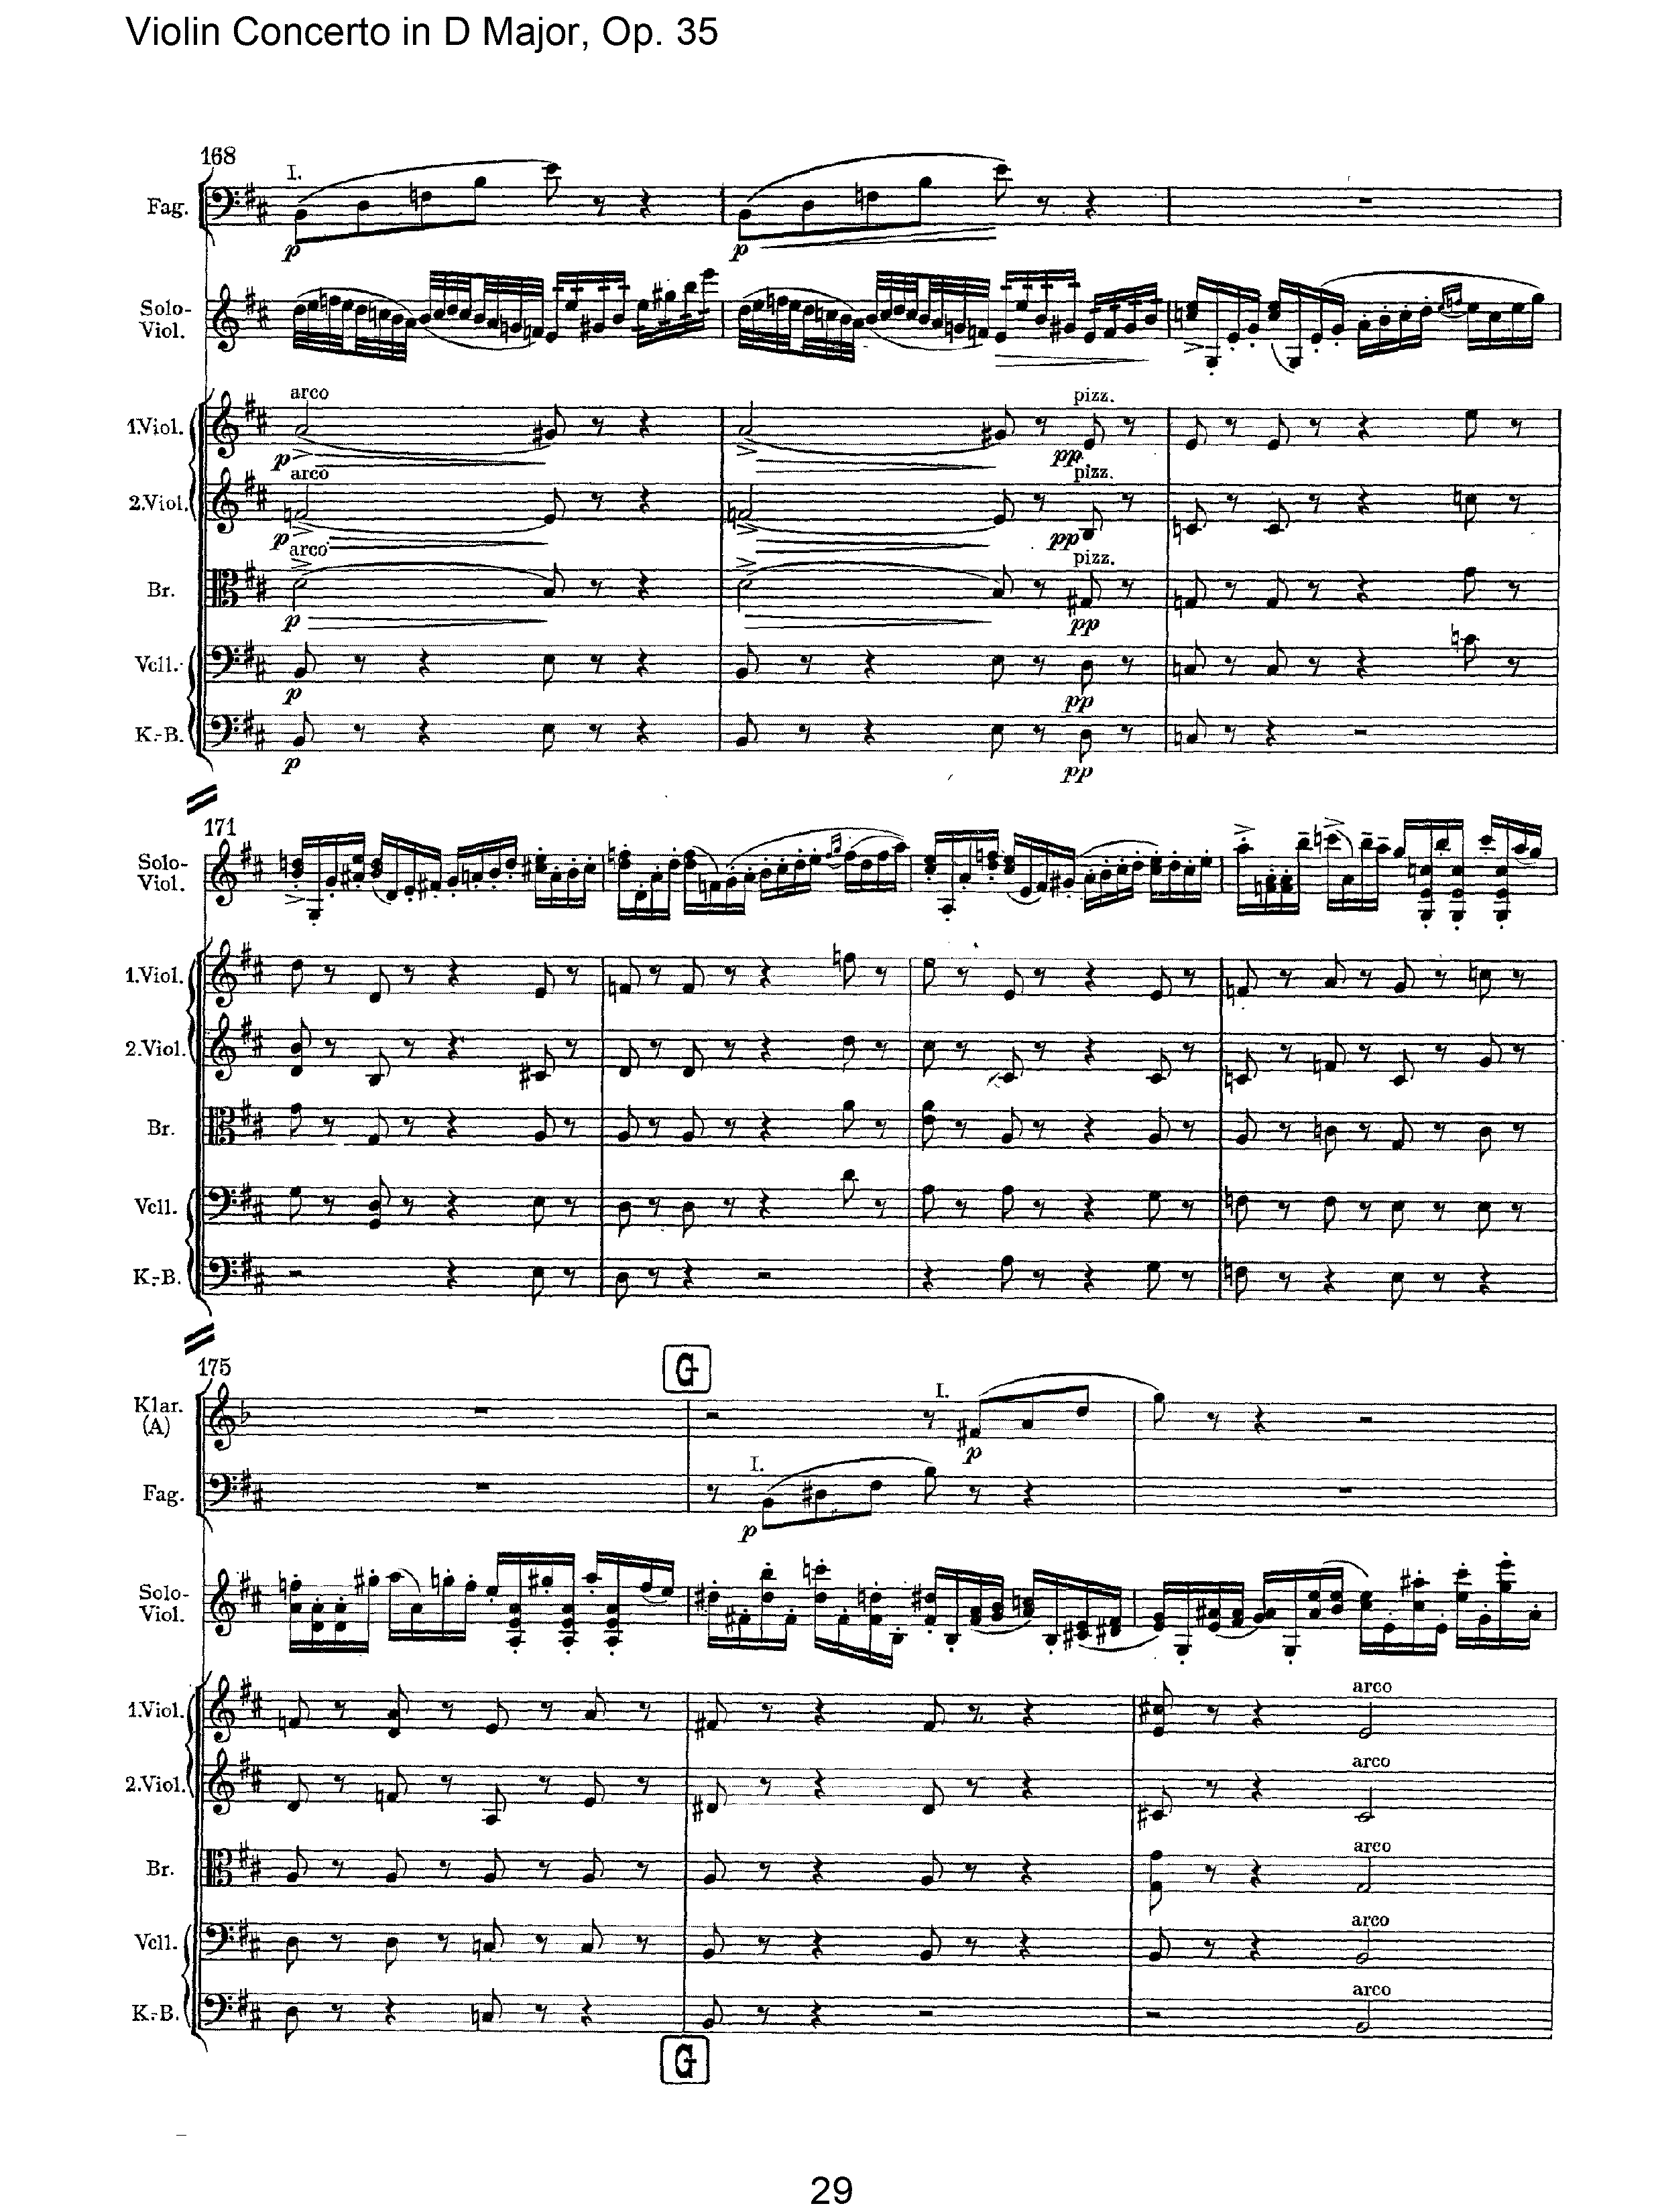 Violin Concerto in D Major, Op. 35
168
I.
Fag.
p
p
Solo-
Viol.
arco
pizz.
1.Viol.
p
pp
arco
pizz.
2.Viol.
p
pp
arco
pizz.
Br.
p
pp
Vcll.
p
pp
K.-B.
p
pp
171
Solo-
Viol.
1.Viol.
2.Viol.
Br.
Vcll.
K.-B.
175
G
Klar.
(A)
I.
p
Fag.
I.
p
Solo-
Viol.
1.Viol.
arco
2.Viol.
arco
Br.
arco
Vcll.
arco
K.-B.
arco
G
29